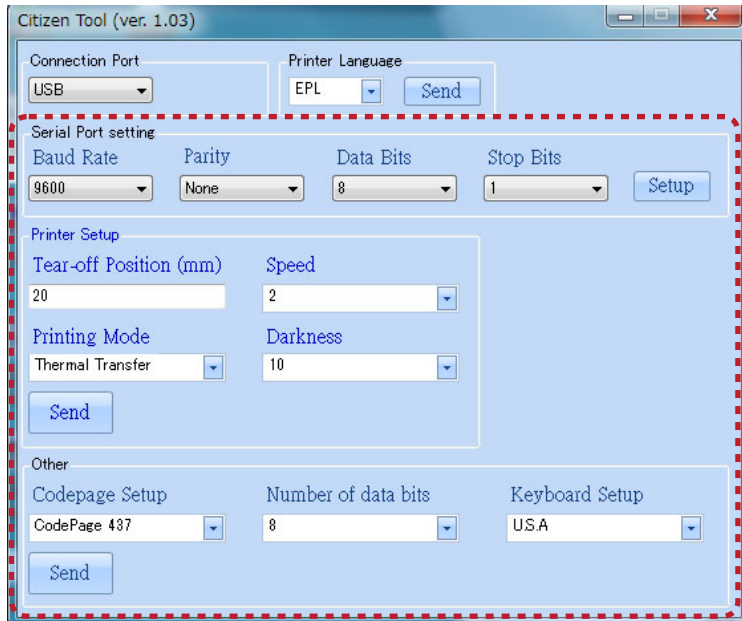 Citizen Tool (ver. 1.03)
Connection Port
Printer Language
USB
EPL
Send
Serial Port setting
Baud Rate Parity Data Bits Stop Bits
9600 None 8 1 Setup
Printer Setup
Tear-off Position (mm) Speed
20 2
Printing Mode Darkness
Thermal Transfer 10
Send
Other
Codepage Setup Number of data bits Keyboard Setup
CodePage 437 8 U.S.A
Send